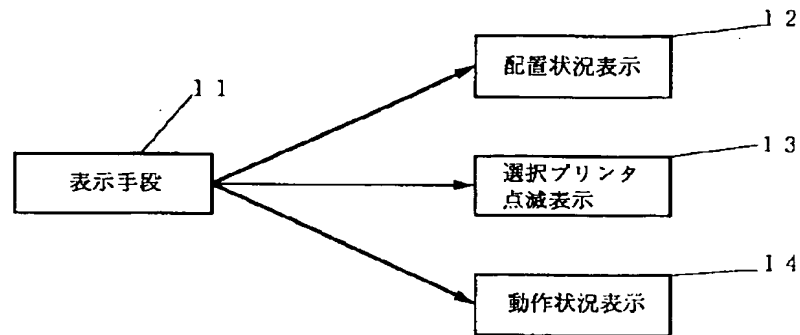 １２
配置状況表示
１１
表示手段
１３
選択プリンタ
点滅表示
１４
動作状況表示